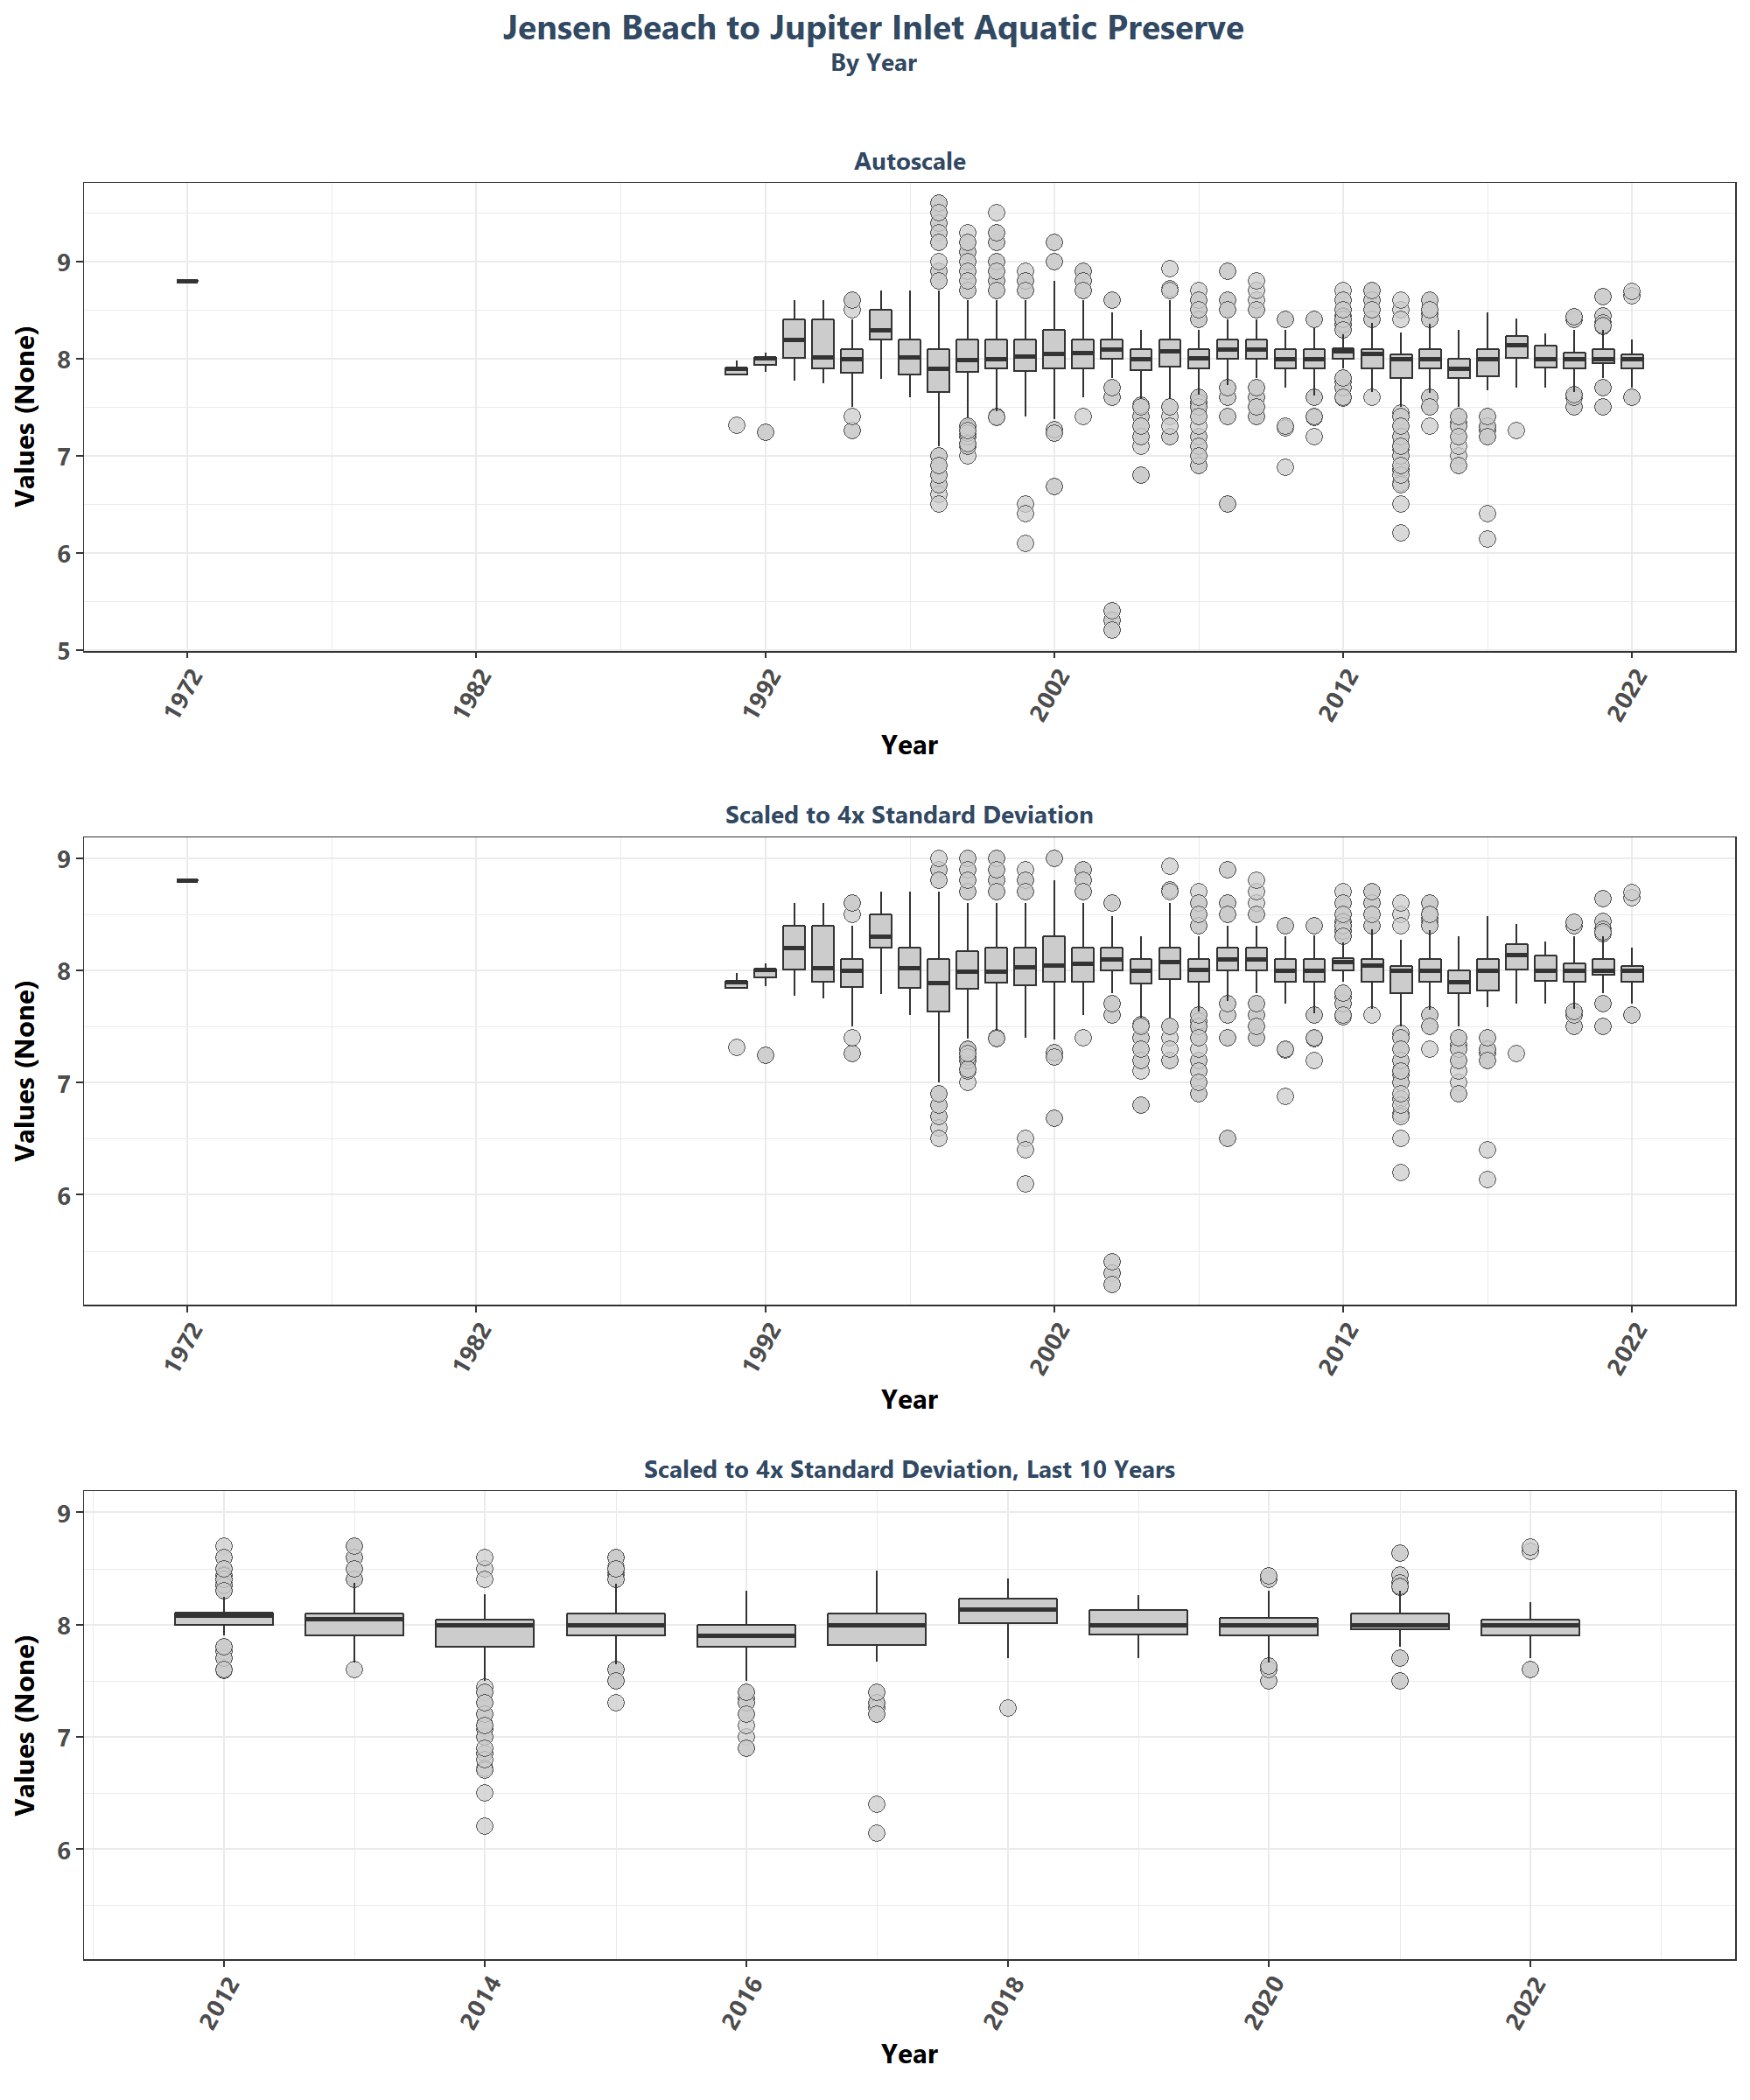 Jensen Beach to Jupiter Inlet Aquatic Preserve
By Year
Autoscale
Values (None)
9
8
7
6
5
1972
1982
1992
2002
2012
2022
Year
Scaled to 4x Standard Deviation
Values (None)
9
8
7
6
1972
1982
1992
2002
2012
2022
Year
Scaled to 4x Standard Deviation, Last 10 Years
Values (None)
9
8
7
6
2012
2014
2016
2018
2020
2022
Year